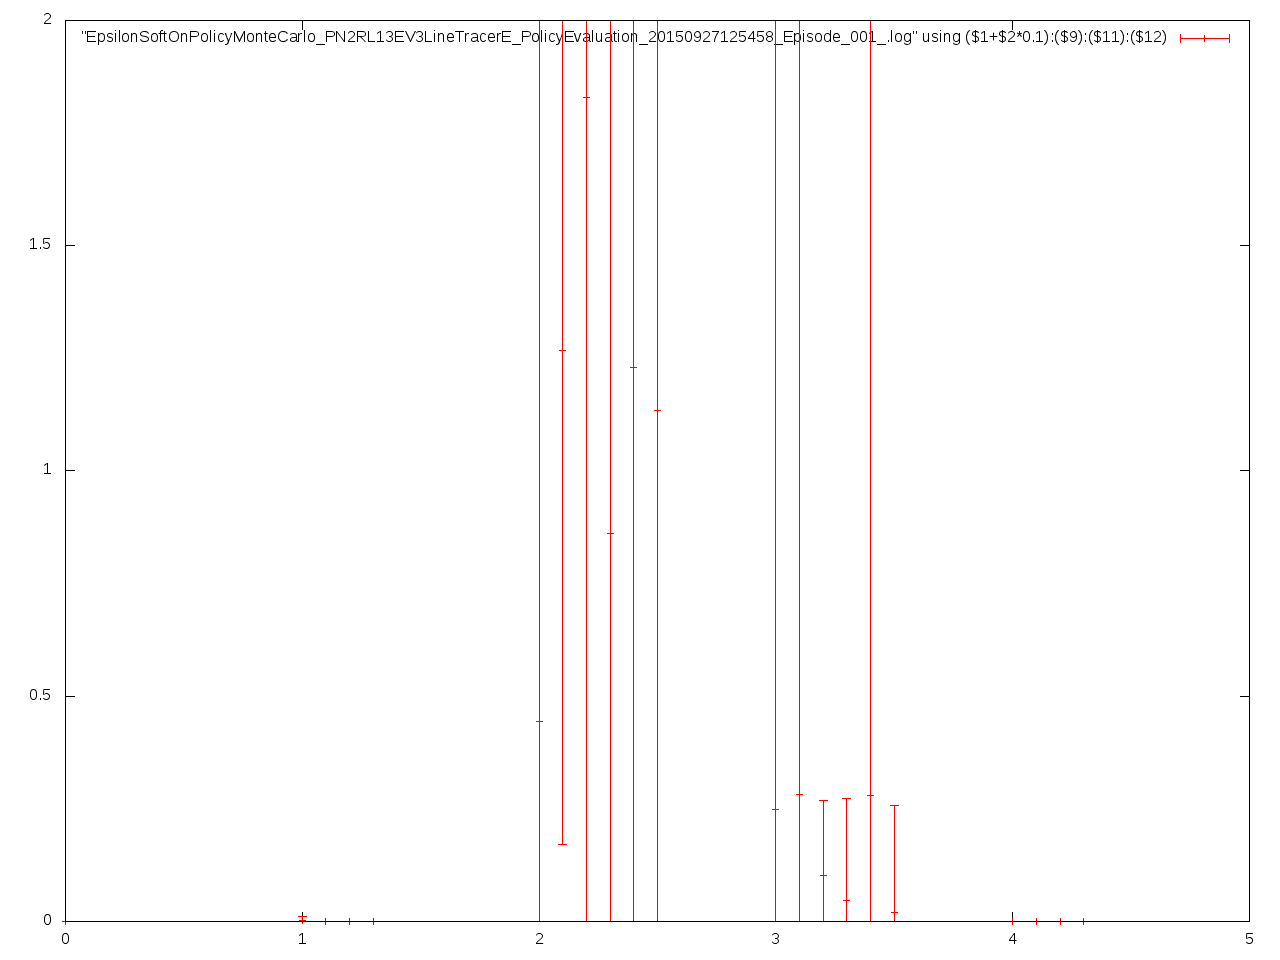 2
"EpsilonSoftOnPolicyMonteCarlo_PN2RL13EV3LineTracerE_PolicyEvaluation_20150927125458_Episode_001_.log" using ($1+$2*0.1):($9):($11):($12)
1.5
1
0.5
0
0 1 2 3 4 5